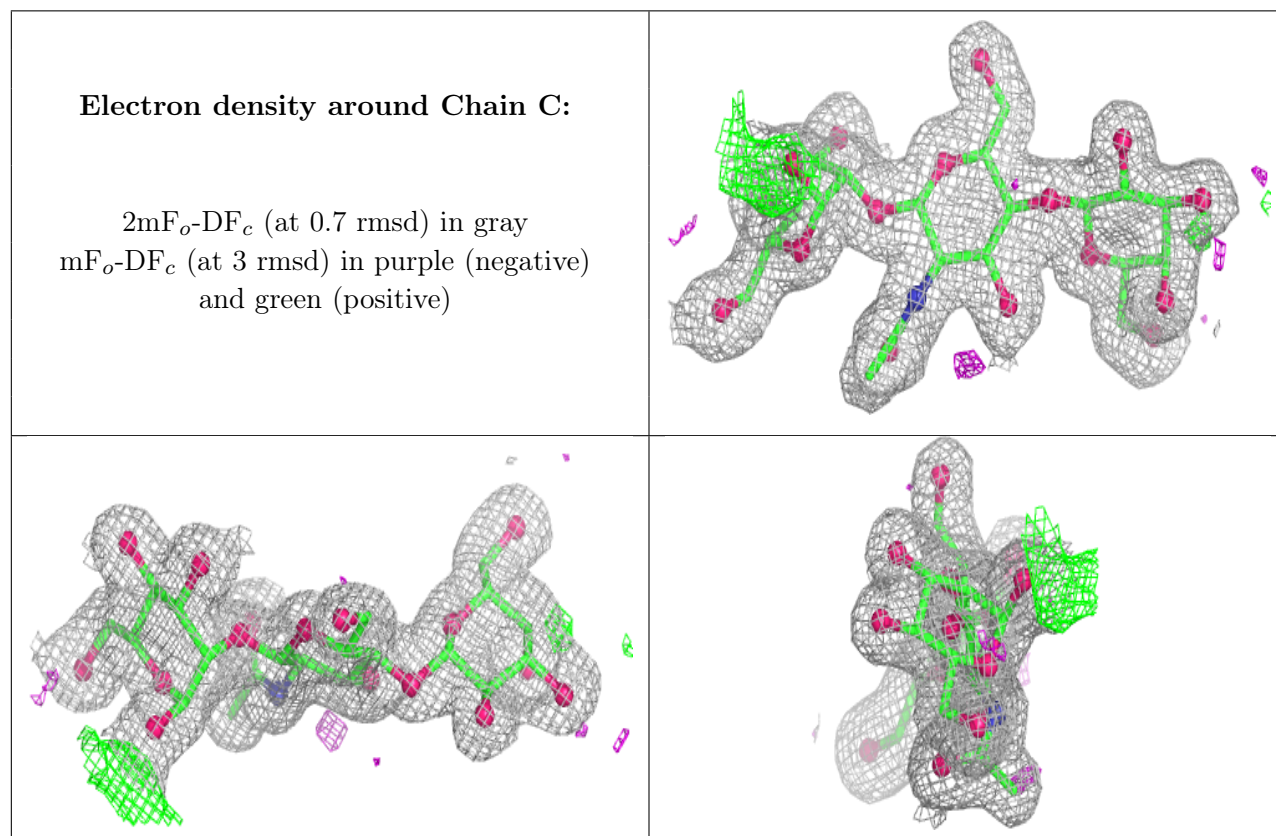 Electron density around Chain C:
2mFo-DFc (at 0.7 rmsd) in gray
mFo-DFc (at 3 rmsd) in purple (negative)
and green (positive)